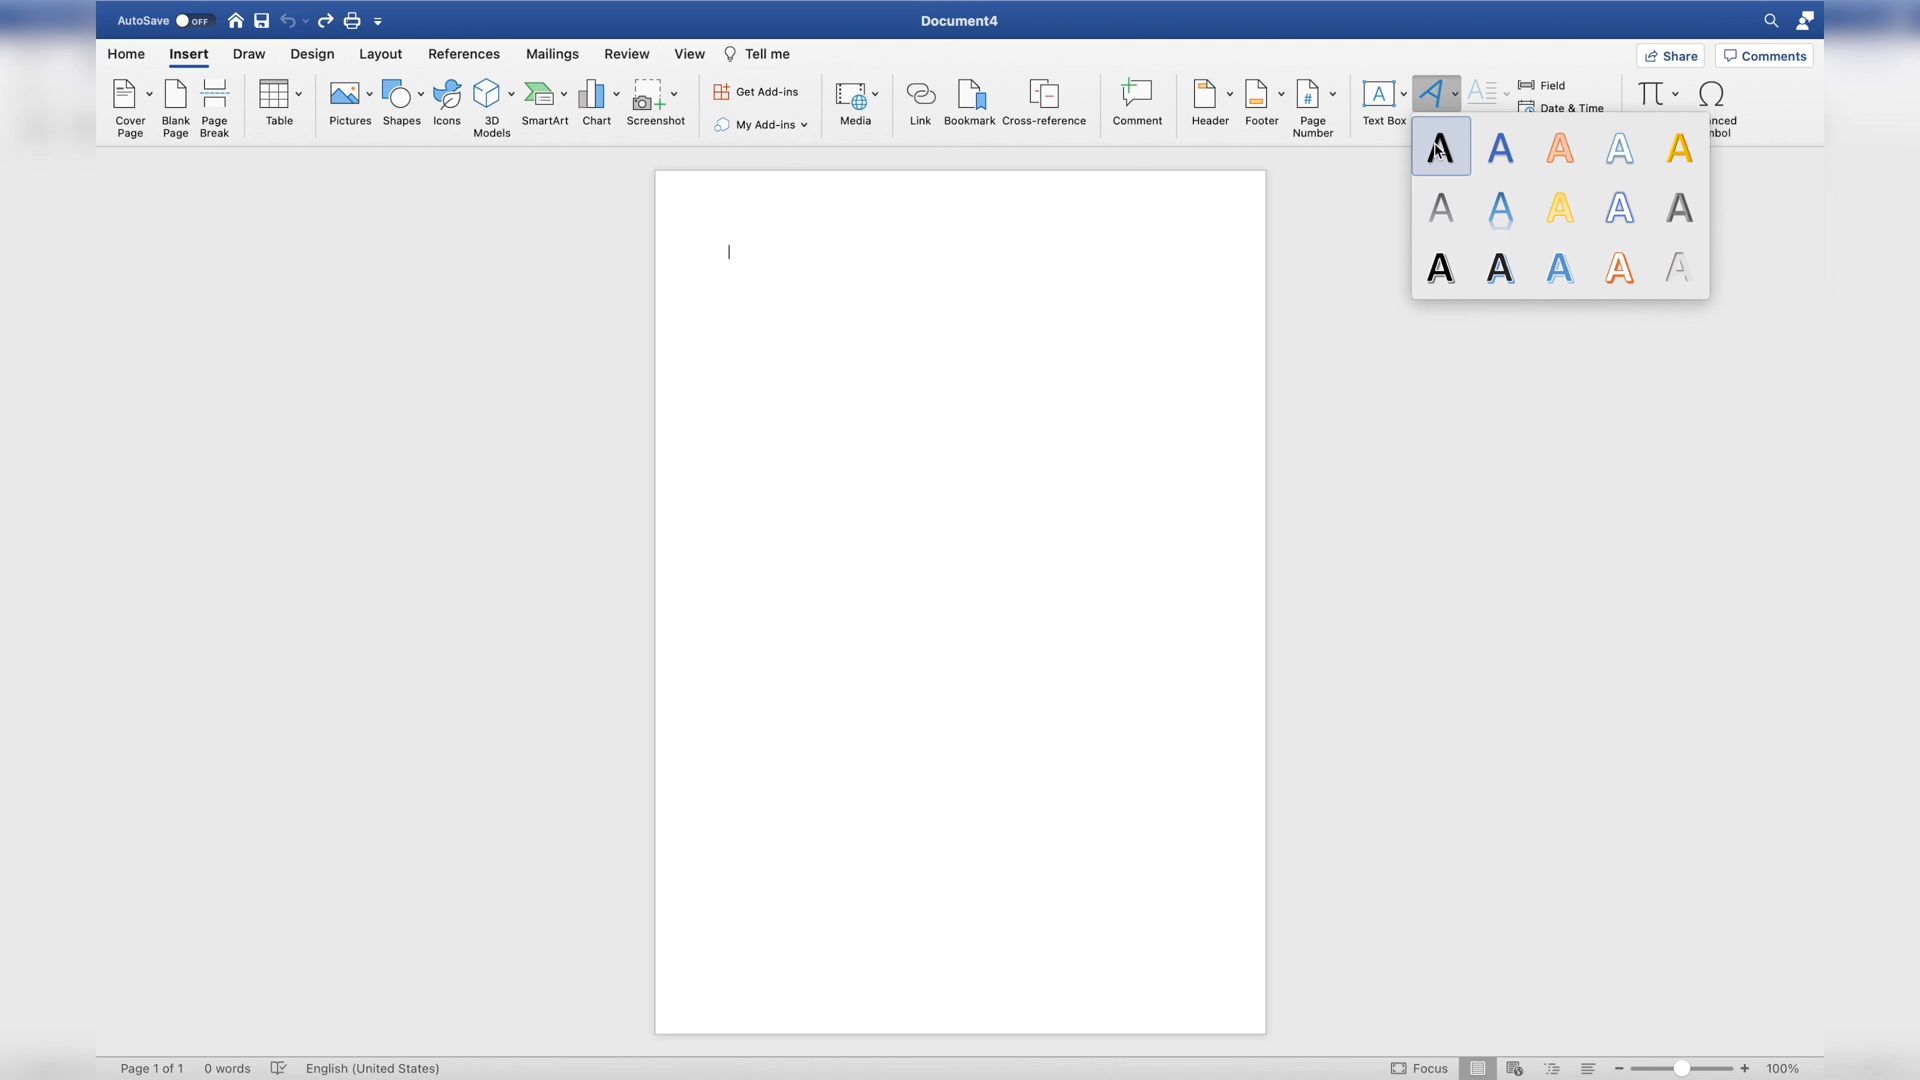 AutoSave OFF
Document4
Home Insert Draw Design Layout References Mailings Review View Tell me
Share Comments
Cover Page
Blank Page
Page Break
Table
Pictures
Shapes
Icons
3D Models
SmartArt
Chart
Screenshot
Get Add-ins
My Add-ins
Media
Link
Bookmark
Cross-reference
Comment
Header
Footer
# Page Number
A Text Box
A
A
Field
Date & Time
π
Ω
nced
bol
A A A A A
A A A A A
A A A A A
Page 1 of 1 0 words English (United States)
Focus 100%